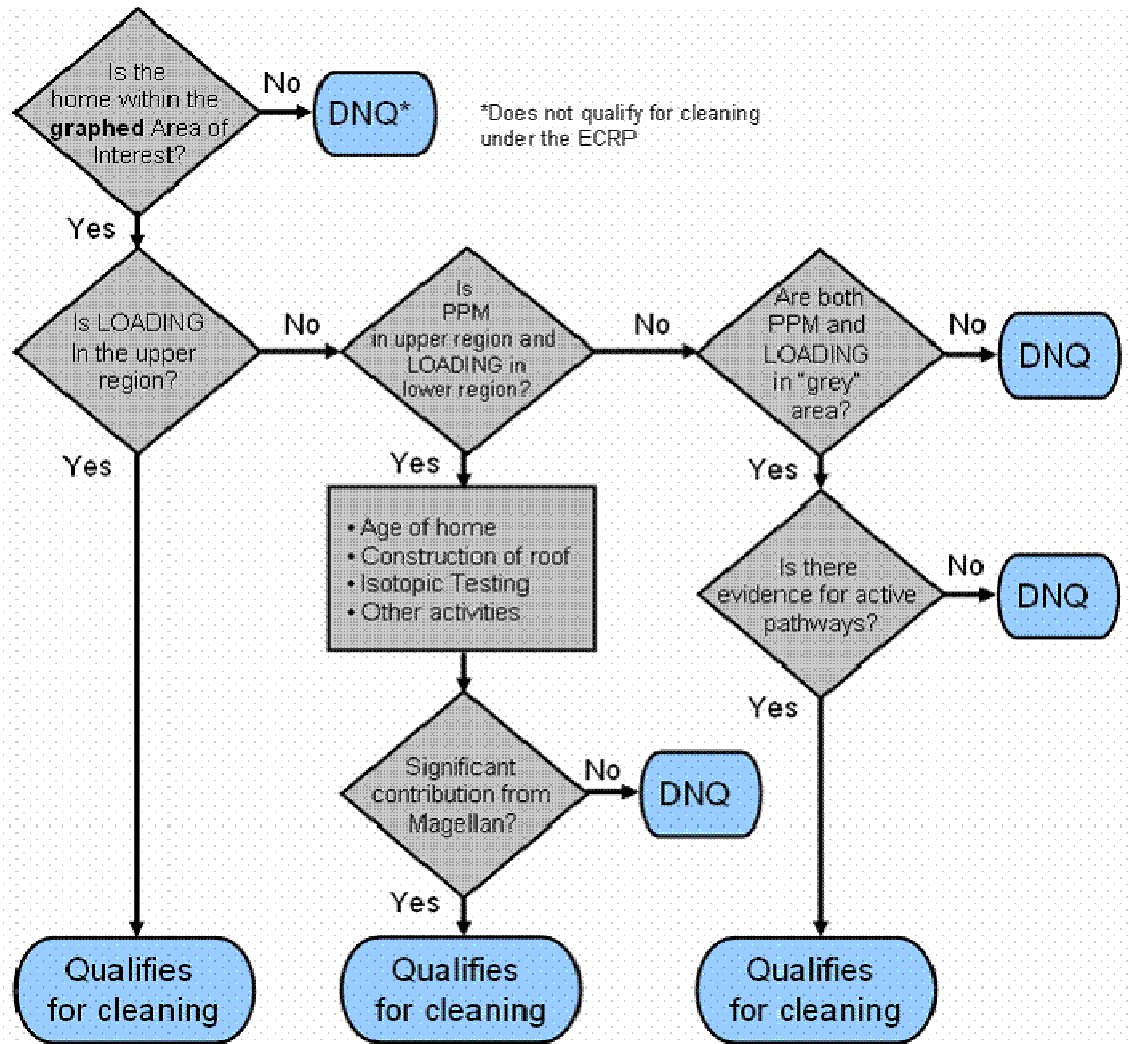 Is the
home within the
graphed Area of
Interest?
No
DNQ*
*Does not qualify for cleaning
under the ECRP
Yes
Is LOADING
In the upper
region?
No
Is
PPM
in upper region and
LOADING in
lower region?
No
Are both
PPM and
LOADING
in "grey"
area?
No
DNQ
Yes
Yes
Yes
• Age of home
• Construction of roof
• Isotopic Testing
• Other activities
Is there
evidence for active
pathways?
No
DNQ
Yes
Significant
contribution from
Magellan?
No
DNQ
Yes
Qualifies
for cleaning
Qualifies
for cleaning
Qualifies
for cleaning